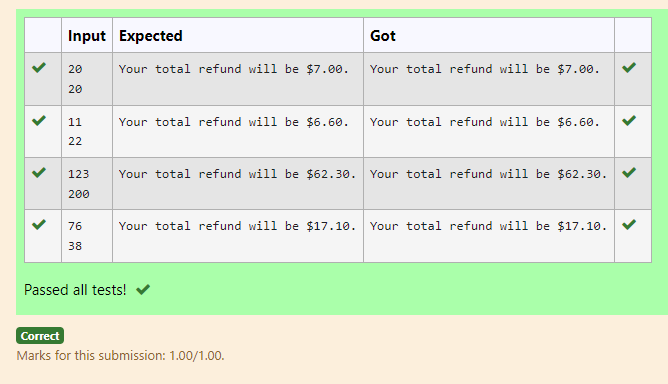 Input Expected Got
20 Your total refund will be $7.00. Your total refund will be $7.00.
20
11 Your total refund will be $6.60. Your total refund will be $6.60.
22
123 Your total refund will be $62.30. Your total refund will be $62.30.
200
76 Your total refund will be $17.10. Your total refund will be $17.10.
38
Passed all tests!
Correct
Marks for this submission: 1.00/1.00.